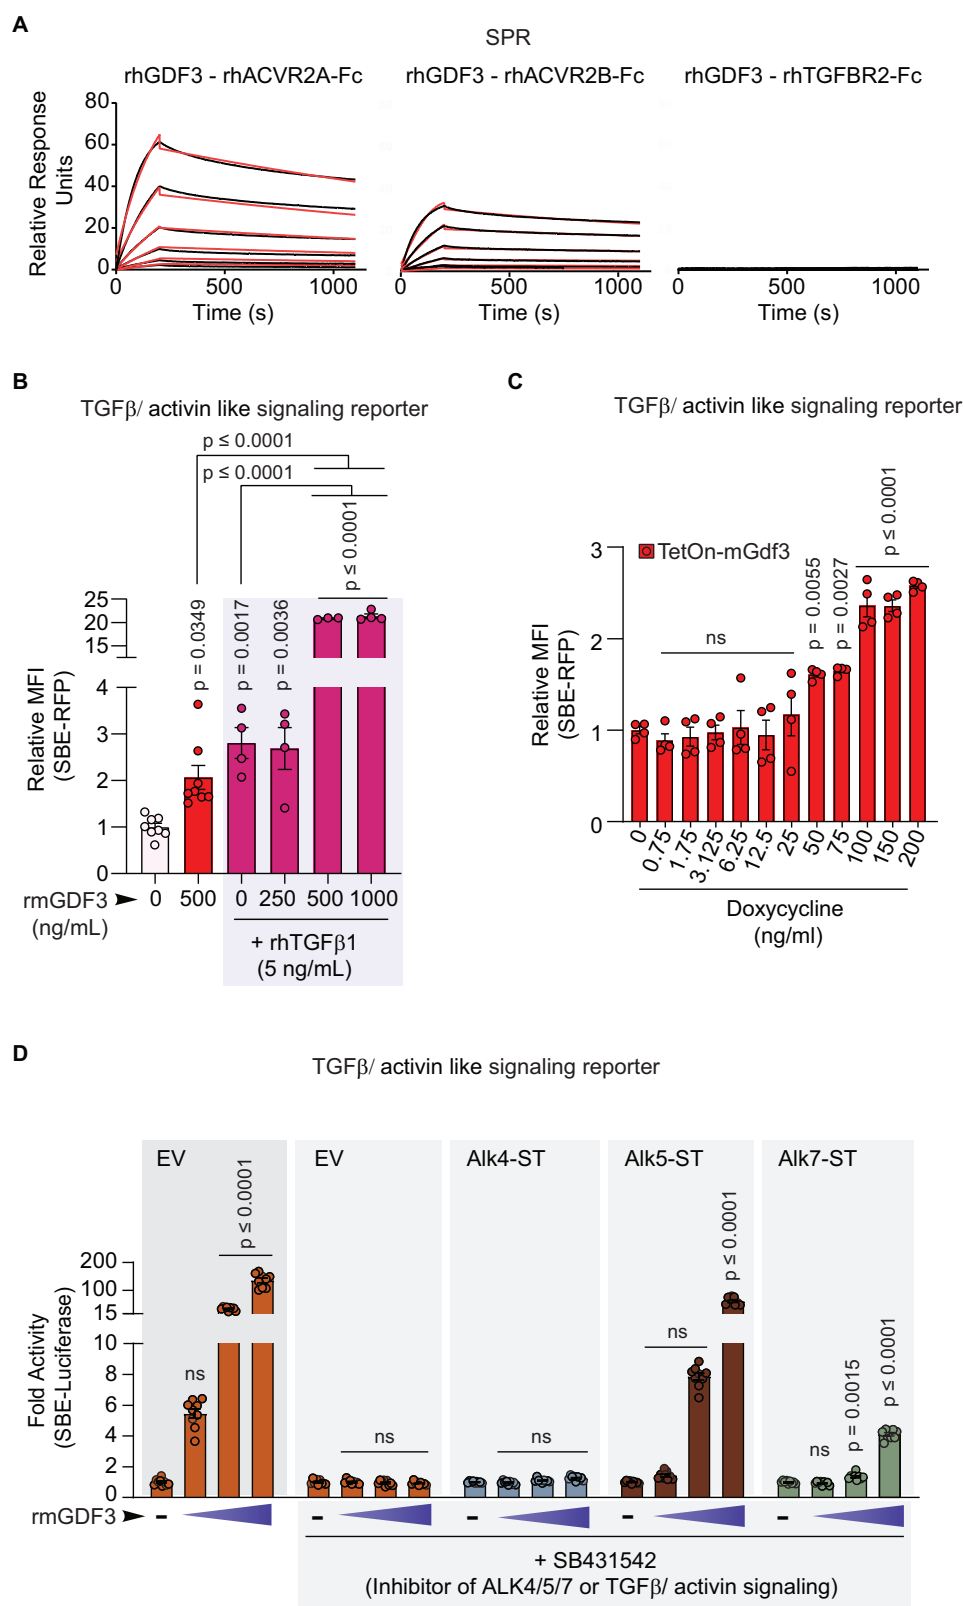 A
SPR
rhGDF3 - rhACVR2A-Fc
rhGDF3 - rhACVR2B-Fc
rhGDF3 - rhTGFBR2-Fc
Relative Response
Units
80
60
40
20
0
0 500 1000
0 500 1000
0 500 1000
Time (s)
Time (s)
Time (s)
B
TGFβ/ activin like signaling reporter
p ≤ 0.0001
p ≤ 0.0001
p ≤ 0.0001
p = 0.0349
p = 0.0017
p = 0.0036
Relative MFI
(SBE-RFP)
25
20
15
4
3
2
1
0
rmGDF3
(ng/mL)
0 500 0 250 500 1000
+ rhTGFβ1
(5 ng/mL)
C
TGFβ/ activin like signaling reporter
TetOn-mGdf3
ns
p = 0.0055
p = 0.0027
p ≤ 0.0001
Relative MFI
(SBE-RFP)
3
2
1
0
0 0.75 1.75 3.125 6.25 12.5 25 50 75 100 150 200
Doxycycline
(ng/ml)
D
TGFβ/ activin like signaling reporter
EV
EV
Alk4-ST
Alk5-ST
Alk7-ST
ns
p ≤ 0.0001
ns
ns
ns
p ≤ 0.0001
ns
p = 0.0015
p ≤ 0.0001
Fold Activity
(SBE-Luciferase)
200
100
15
10
8
6
4
2
0
rmGDF3
- - - - -
+ SB431542
(Inhibitor of ALK4/5/7 or TGFβ/ activin signaling)